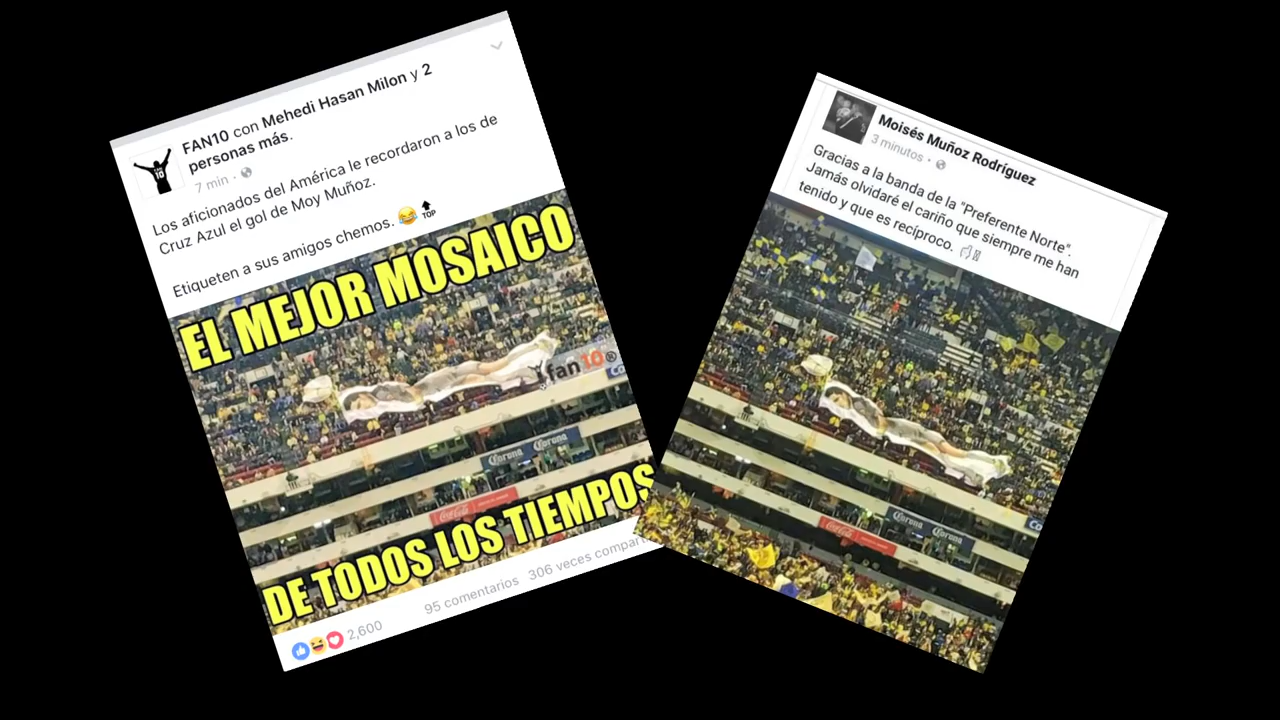 FAN10 con Mehedi Hasan Milon y 2
personas más.
7 min
Los aficionados del América le recordaron a los de
Cruz Azul el gol de Moy Muñoz.
Etiqueten a sus amigos chemos. 😂🔝
EL MEJOR MOSAICO
fan10®
Corona Corona
Coca-Cola
DE TODOS LOS TIEMPOS
95 comentarios 306 veces compart
2,600
Moisés Muñoz Rodríguez
3 minutos
Gracias a la banda de la "Preferente Norte".
Jamás olvidaré el cariño que siempre me han
tenido y que es recíproco.
Corona Corona
Coca-Cola